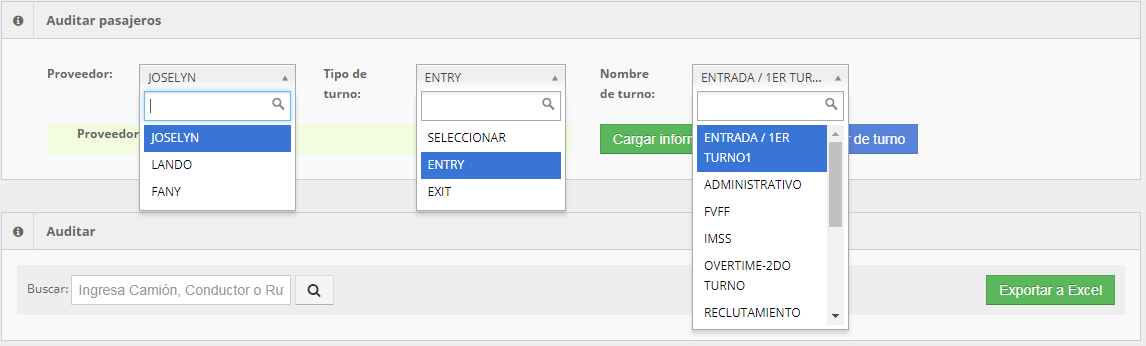 Auditar pasajeros
Proveedor: JOSELYN Tipo de turno: ENTRY Nombre de turno: ENTRADA / 1ER TUR...
JOSELYN
LANDO
FANY
SELECCIONAR
ENTRY
EXIT
ENTRADA / 1ER
TURNO1
ADMINISTRATIVO
FVFF
IMSS
OVERTIME-2DO
TURNO
RECLUTAMIENTO
Proveedor
Cargar inform
de turno
Auditar
Buscar: Ingresa Camión, Conductor o Ru
Exportar a Excel